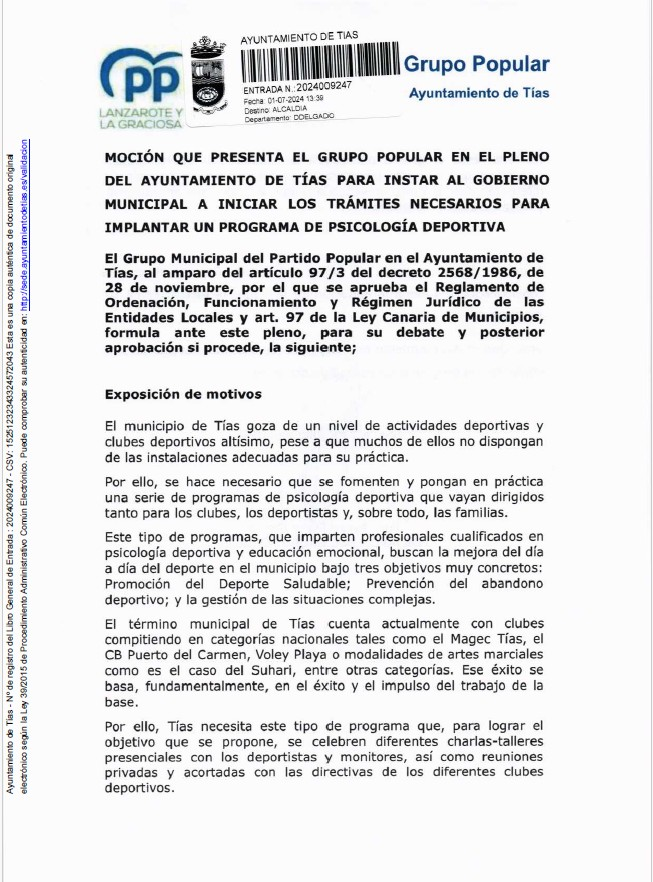 PP
LANZAROTE Y
LA GRACIOSA
AYUNTAMIENTO DE TIAS
ENTRADA N.: 2024009247
Fecha: 01-07-2024 13:39
Destino: ALCALDIA
Departamento: DDELGADO
Grupo Popular
Ayuntamiento de Tías
MOCIÓN QUE PRESENTA EL GRUPO POPULAR EN EL PLENO
DEL AYUNTAMIENTO DE TÍAS PARA INSTAR AL GOBIERNO
MUNICIPAL A INICIAR LOS TRÁMITES NECESARIOS PARA
IMPLANTAR UN PROGRAMA DE PSICOLOGÍA DEPORTIVA
El Grupo Municipal del Partido Popular en el Ayuntamiento de
Tías, al amparo del artículo 97/3 del decreto 2568/1986, de
28 de noviembre, por el que se aprueba el Reglamento de
Ordenación, Funcionamiento y Régimen Jurídico de las
Entidades Locales y art. 97 de la Ley Canaria de Municipios,
formula ante este pleno, para su debate y posterior
aprobación si procede, la siguiente;
Exposición de motivos
El municipio de Tías goza de un nivel de actividades deportivas y
clubes deportivos altísimo, pese a que muchos de ellos no dispongan
de las instalaciones adecuadas para su práctica.
Por ello, se hace necesario que se fomenten y pongan en práctica
una serie de programas de psicología deportiva que vayan dirigidos
tanto para los clubes, los deportistas y, sobre todo, las familias.
Este tipo de programas, que imparten profesionales cualificados en
psicología deportiva y educación emocional, buscan la mejora del día
a día del deporte en el municipio bajo tres objetivos muy concretos:
Promoción del Deporte Saludable; Prevención del abandono
deportivo; y la gestión de las situaciones complejas.
El término municipal de Tías cuenta actualmente con clubes
compitiendo en categorías nacionales tales como el Magec Tías, el
CB Puerto del Carmen, Voley Playa o modalidades de artes marciales
como es el caso del Suhari, entre otras categorías. Ese éxito se
basa, fundamentalmente, en el éxito y el impulso del trabajo de la
base.
Por ello, Tías necesita este tipo de programa que, para lograr el
objetivo que se propone, se celebren diferentes charlas-talleres
presenciales con los deportistas y monitores, así como reuniones
privadas y acortadas con las directivas de los diferentes clubes
deportivos.
Ayuntamiento de Tías - Nº de registro del Libro General de Entrada : 2024009247 - CSV: 15251232343324572043 Esta es una copia auténtica de documento original
electrónico según la Ley 39/2015 de Procedimiento Administrativo Común Electrónico. Puede comprobar su autenticidad en: http://sede.ayuntamientodetias.es/validacion